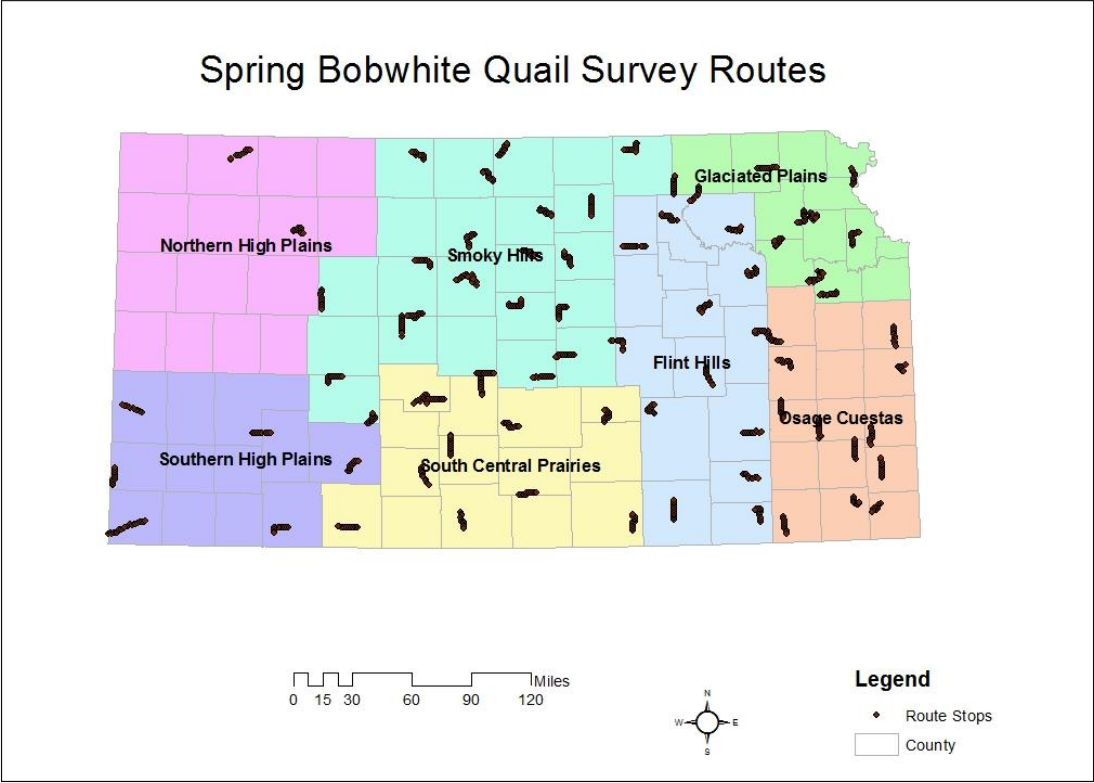 Spring Bobwhite Quail Survey Routes
Glaciated Plains
Northern High Plains
Smoky Hills
Flint Hills
Osage Cuestas
Southern High Plains
South Central Prairies
Miles
0 15 30 60 90 120
N
W E
S
Legend
Route Stops
County